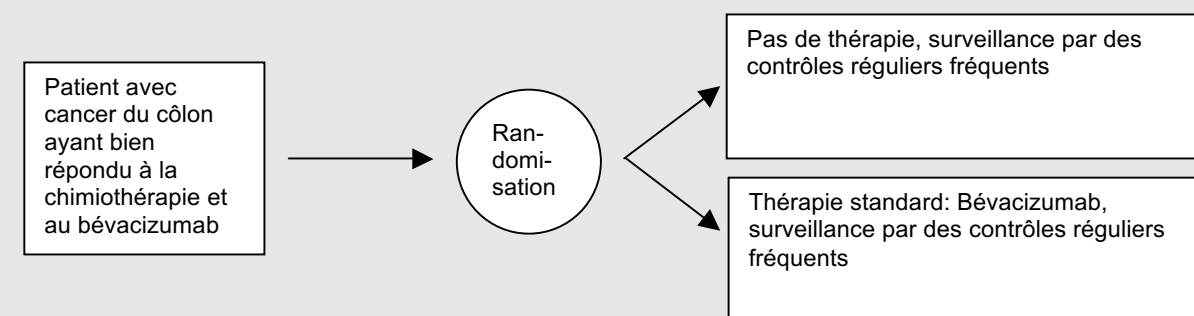 Patient avec
cancer du côlon
ayant bien
répondu à la
chimiothérapie et
au bévacizumab
Ran-
domi-
sation
Pas de thérapie, surveillance par des
contrôles réguliers fréquents
Thérapie standard: Bévacizumab,
surveillance par des contrôles réguliers
fréquents